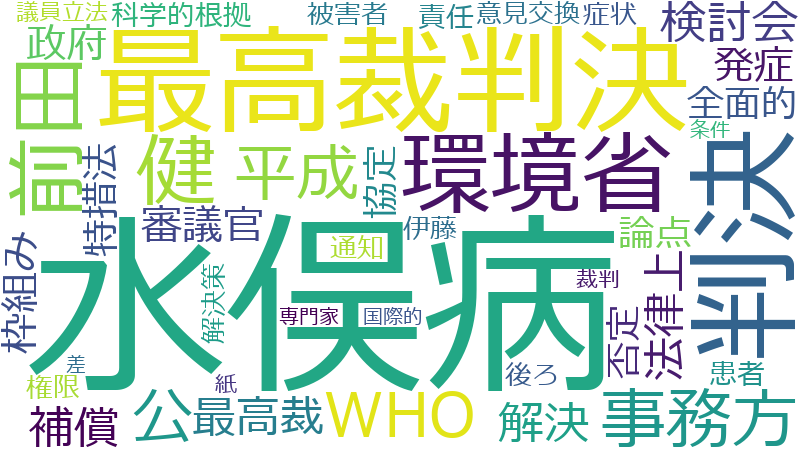 議員立法
科学的根拠
被害者
責任
意見交換
症状
検討会
政府
最高裁判決
発症
前田
全面的
条件
健
平成
環境省
判決
特措法
協定
審議官
伊藤
論点
通知
水俣病
枠組み
解決策
裁判
法律上
専門家
国際的
否定
差
権限
紙
後ろ
患者
補償
公
最高裁
WHO
解決
事務方